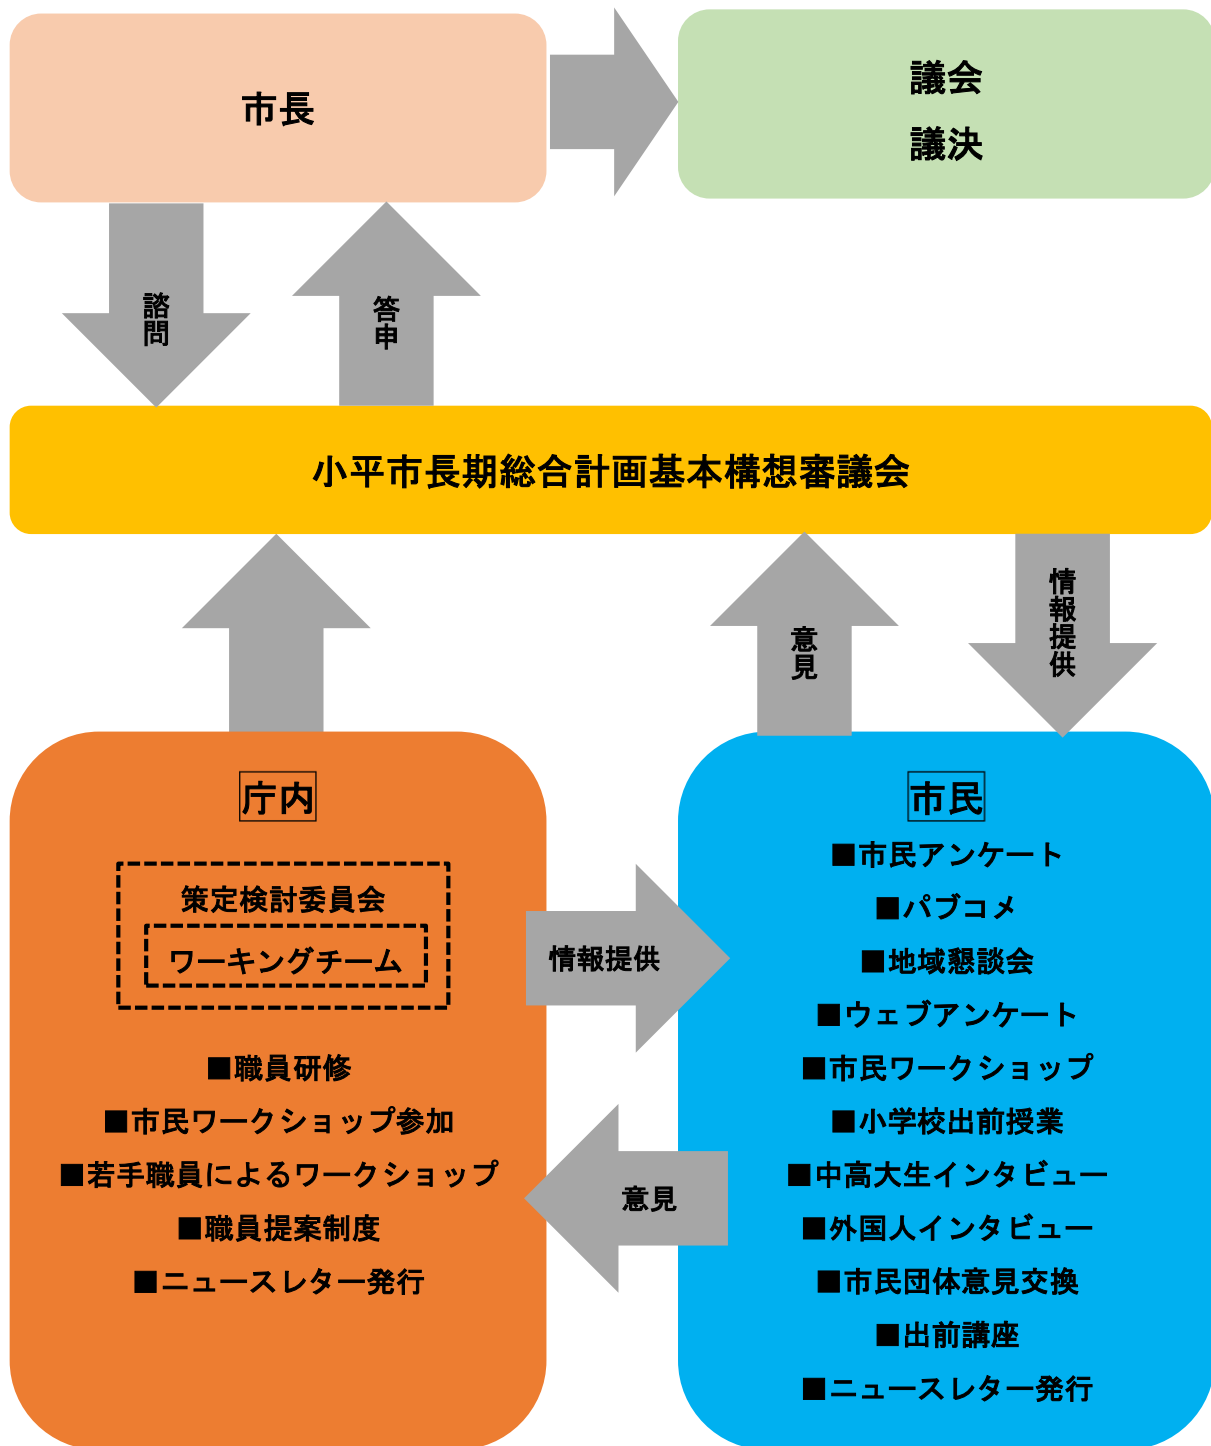 市長
議会
議決
諮問
答申
小平市長期総合計画基本構想審議会
意見
情報提供
庁内
策定検討委員会
ワーキングチーム
■職員研修
■市民ワークショップ参加
■若手職員によるワークショップ
■職員提案制度
■ニュースレター発行
情報提供
意見
市民
■市民アンケート
■パブコメ
■地域懇談会
■ウェブアンケート
■市民ワークショップ
■小学校出前授業
■中高大生インタビュー
■外国人インタビュー
■市民団体意見交換
■出前講座
■ニュースレター発行